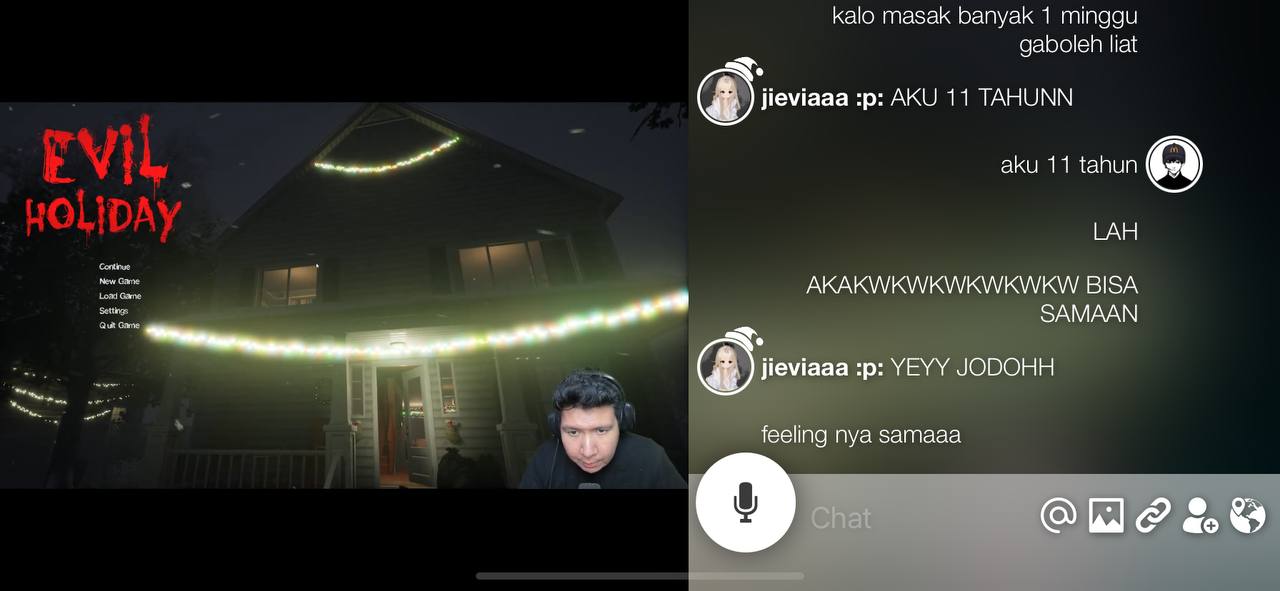 EVIL
HOLIDAY
Continue
New Game
Load Game
Settings
Quit Game
kalo masak banyak 1 minggu
gaboleh liat
jieviaaa :p: AKU 11 TAHUNN
aku 11 tahun
LAH
AKAKWKWKWKWKWKW BISA
SAMAAN
jieviaaa :p: YEYY JODOHH
feeling nya samaaa
Chat